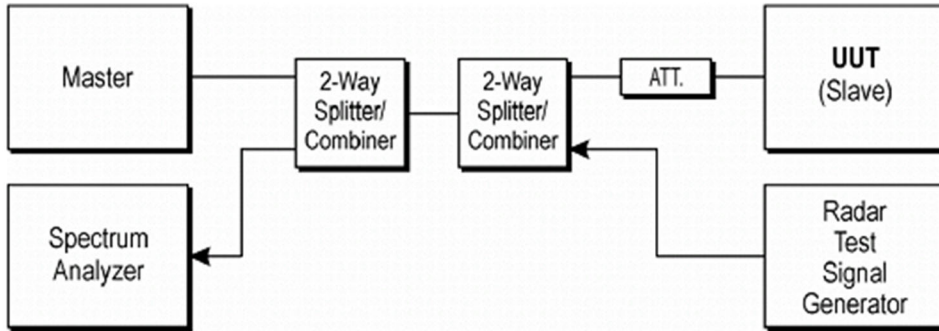 Master
2-Way
Splitter/
Combiner
2-Way
Splitter/
Combiner
ATT.
UUT
(Slave)
Spectrum
Analyzer
Radar
Test
Signal
Generator